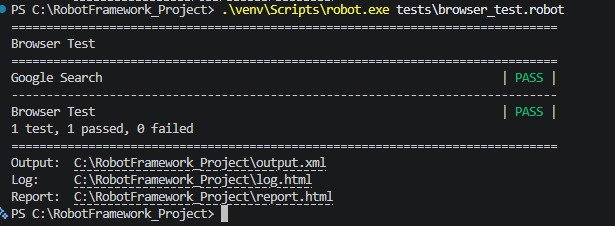 PS C:\RobotFramework_Project> .\venv\Scripts\robot.exe tests\browser_test.robot
==============================================================================
Browser Test
==============================================================================
Google Search                                                         | PASS |
------------------------------------------------------------------------------
Browser Test                                                          | PASS |
1 test, 1 passed, 0 failed
==============================================================================
Output:  C:\RobotFramework_Project\output.xml
Log:     C:\RobotFramework_Project\log.html
Report:  C:\RobotFramework_Project\report.html
PS C:\RobotFramework_Project>